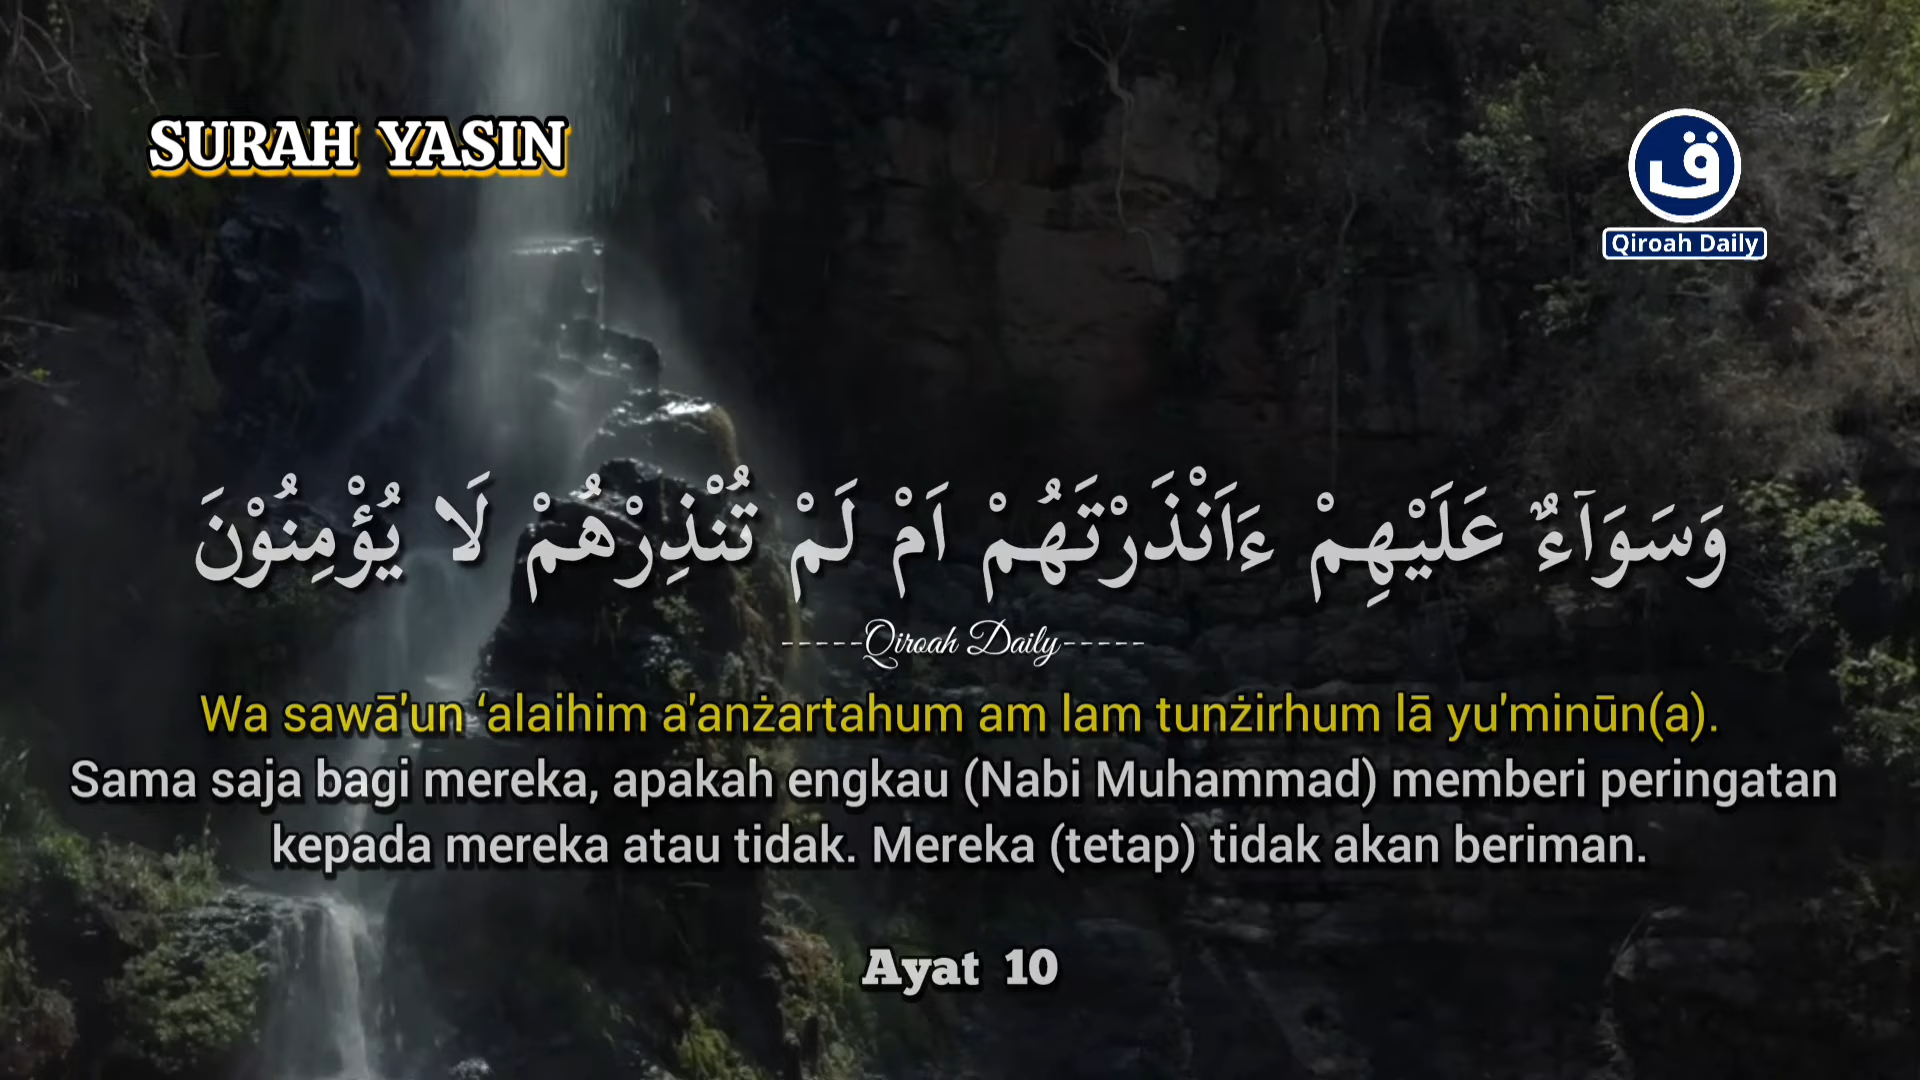 SURAH YASIN
ق
Qiroah Daily
وَسَوَآءٌ عَلَيْهِمْ ءَاَنْذَرْتَهُمْ اَمْ لَمْ تُنْذِرْهُمْ لَا يُؤْمِنُوْنَ
-----Qiroah Daily-----
Wa sawā'un ‘alaihim a'anżartahum am lam tunżirhum lā yu'minūn(a).
Sama saja bagi mereka, apakah engkau (Nabi Muhammad) memberi peringatan
kepada mereka atau tidak. Mereka (tetap) tidak akan beriman.
Ayat 10